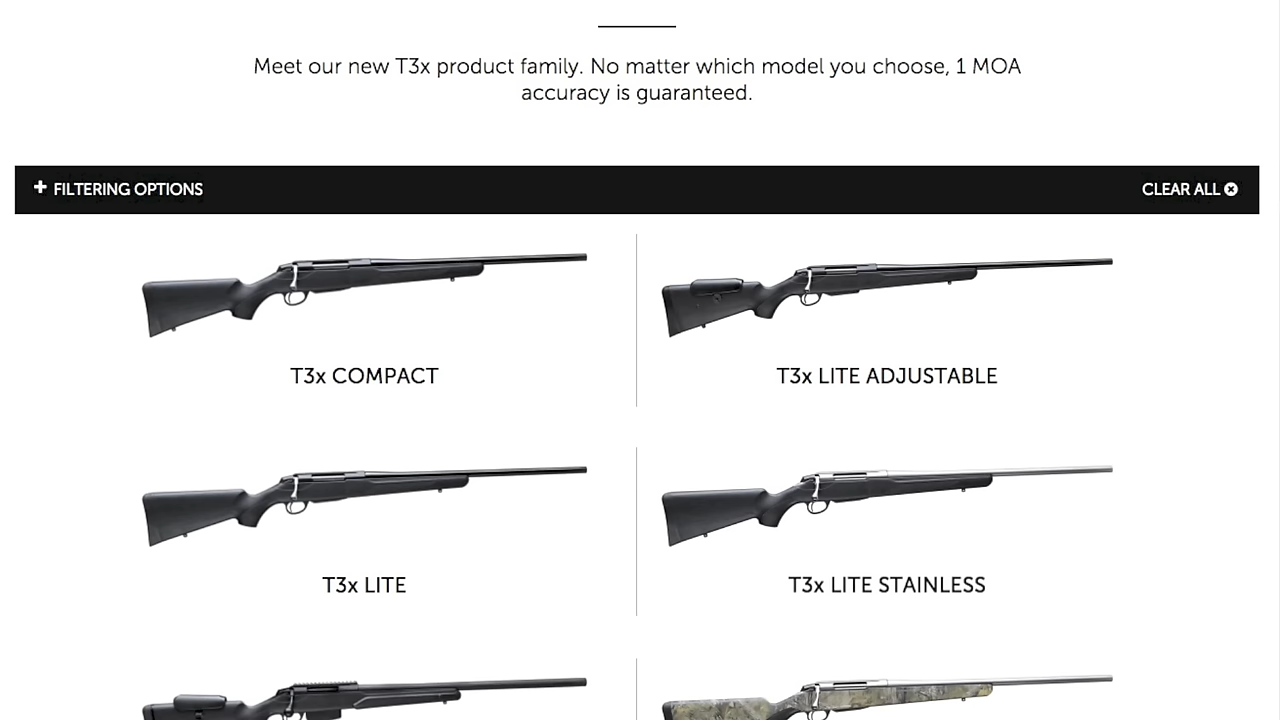 Meet our new T3x product family. No matter which model you choose, 1 MOA
accuracy is guaranteed.
FILTERING OPTIONS
CLEAR ALL
T3x COMPACT
T3x LITE ADJUSTABLE
T3x LITE
T3x LITE STAINLESS